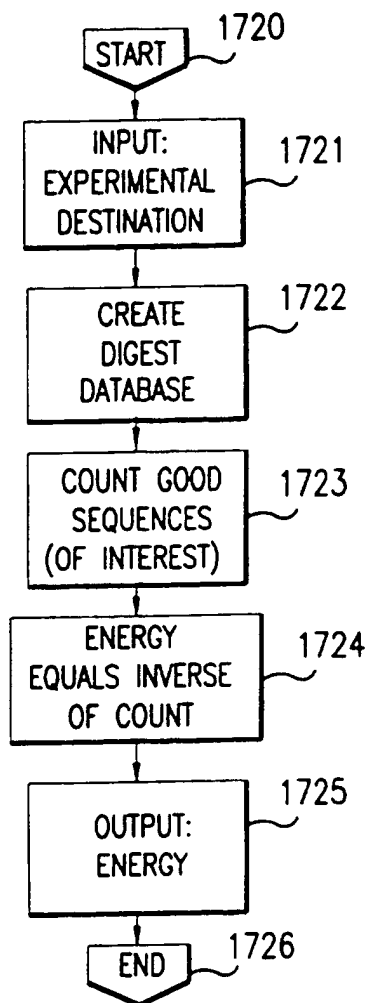 START
1720
INPUT:
EXPERIMENTAL
DESTINATION
1721
CREATE
DIGEST
DATABASE
1722
COUNT GOOD
SEQUENCES
(OF INTEREST)
1723
ENERGY
EQUALS INVERSE
OF COUNT
1724
OUTPUT:
ENERGY
1725
END
1726